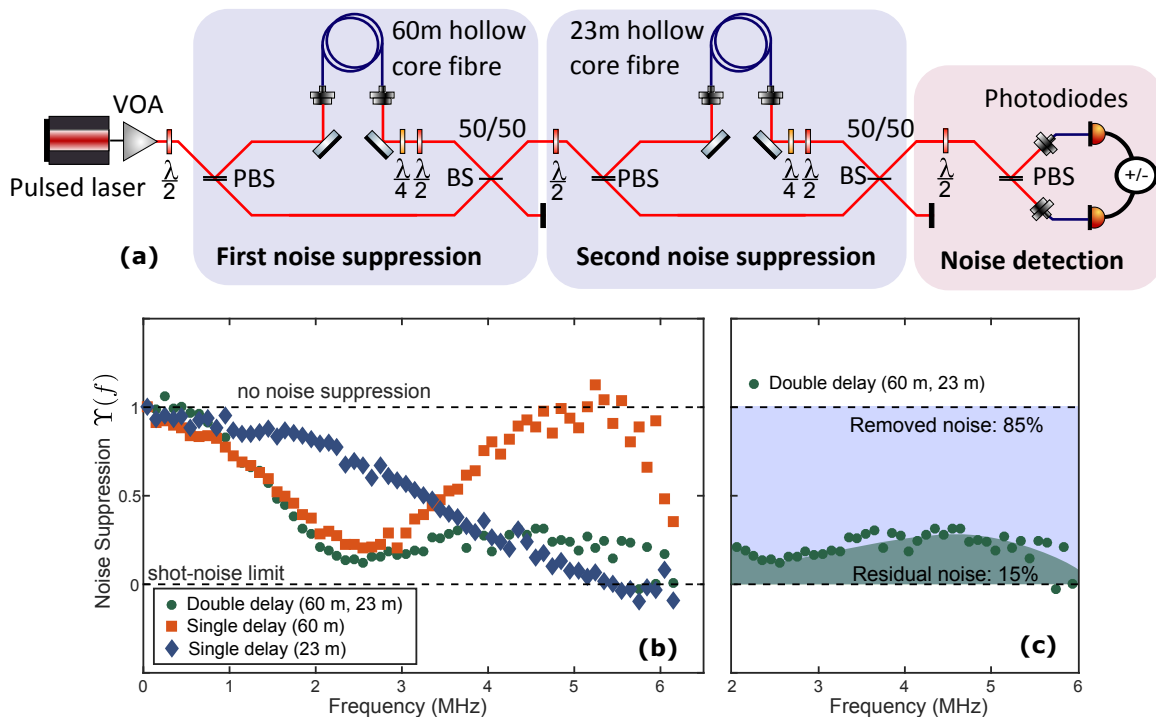 60m hollow
core fibre
23m hollow
core fibre
VOA
50/50
50/50
Photodiodes
λ/2
PBS
λ/4
λ/2
BS
λ/2
PBS
λ/4
λ/2
BS
λ/2
PBS
+/-
Pulsed laser
(a)
First noise suppression
Second noise suppression
Noise detection
Noise Suppression ϒ(f)
1
0.5
0
no noise suppression
shot-noise limit
Double delay (60 m, 23 m)
Single delay (60 m)
Single delay (23 m)
(b)
0 1 2 3 4 5 6
Frequency (MHz)
Double delay (60 m, 23 m)
Removed noise: 85%
Residual noise: 15%
(c)
2 3 4 5 6
Frequency (MHz)